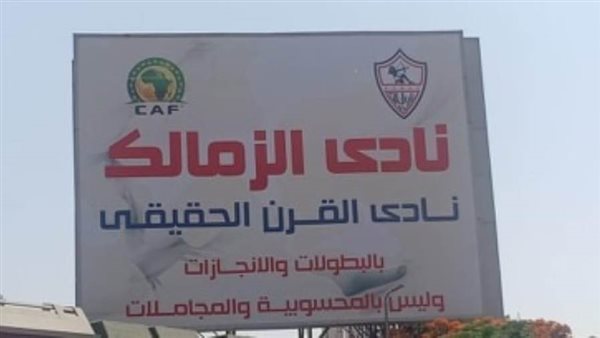 CAF
نادى الزمالك
نادى القرن الحقيقى
بالبطولات والانجازات
وليس بالمحسوبية والمجاملات